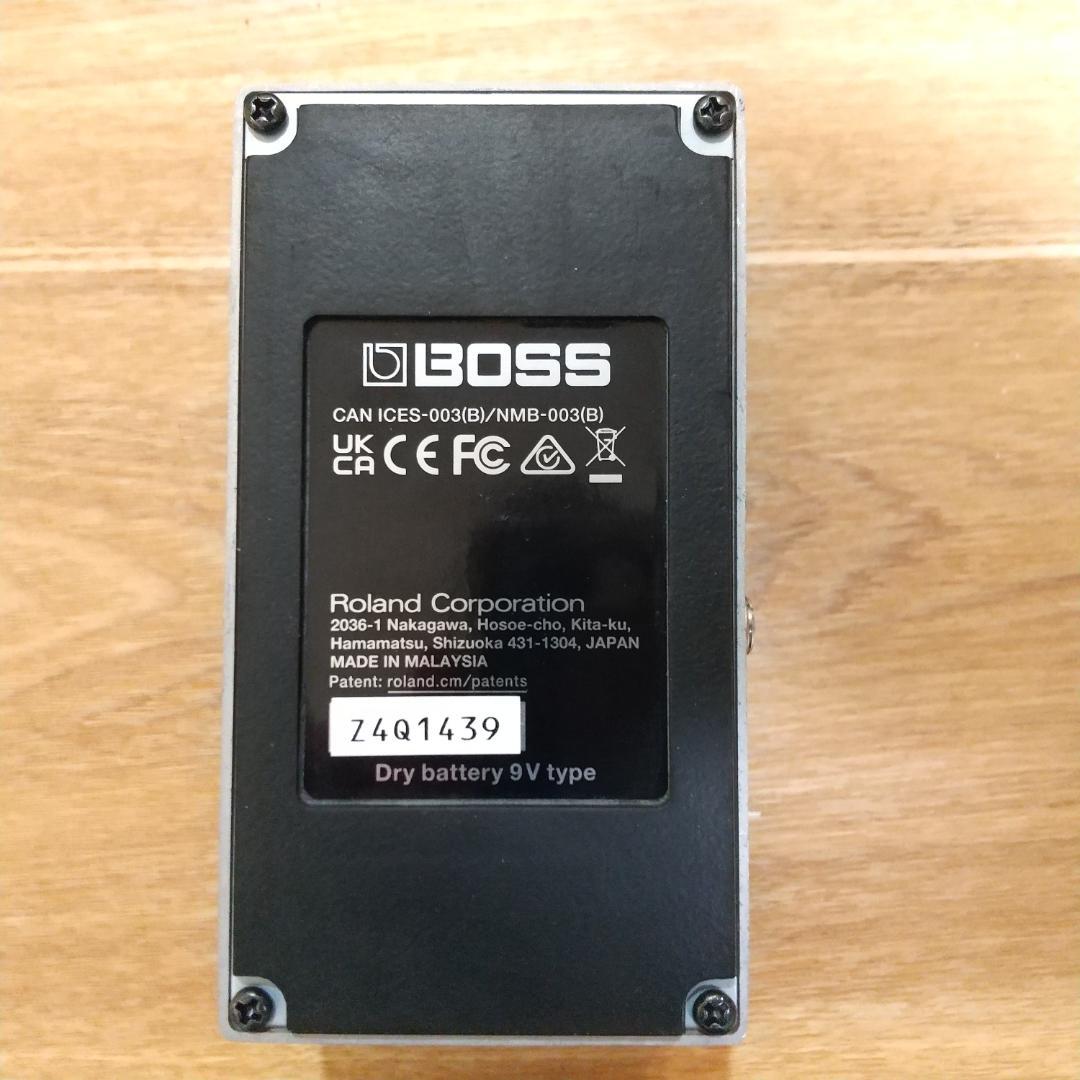 BOSS
CAN ICES-003(B)/NMB-003(B)
UK CA CE FC
Roland Corporation
2036-1 Nakagawa, Hosoe-cho, Kita-ku,
Hamamatsu, Shizuoka 431-1304, JAPAN
MADE IN MALAYSIA
Patent: roland.cm/patents
Z4Q1439
Dry battery 9V type